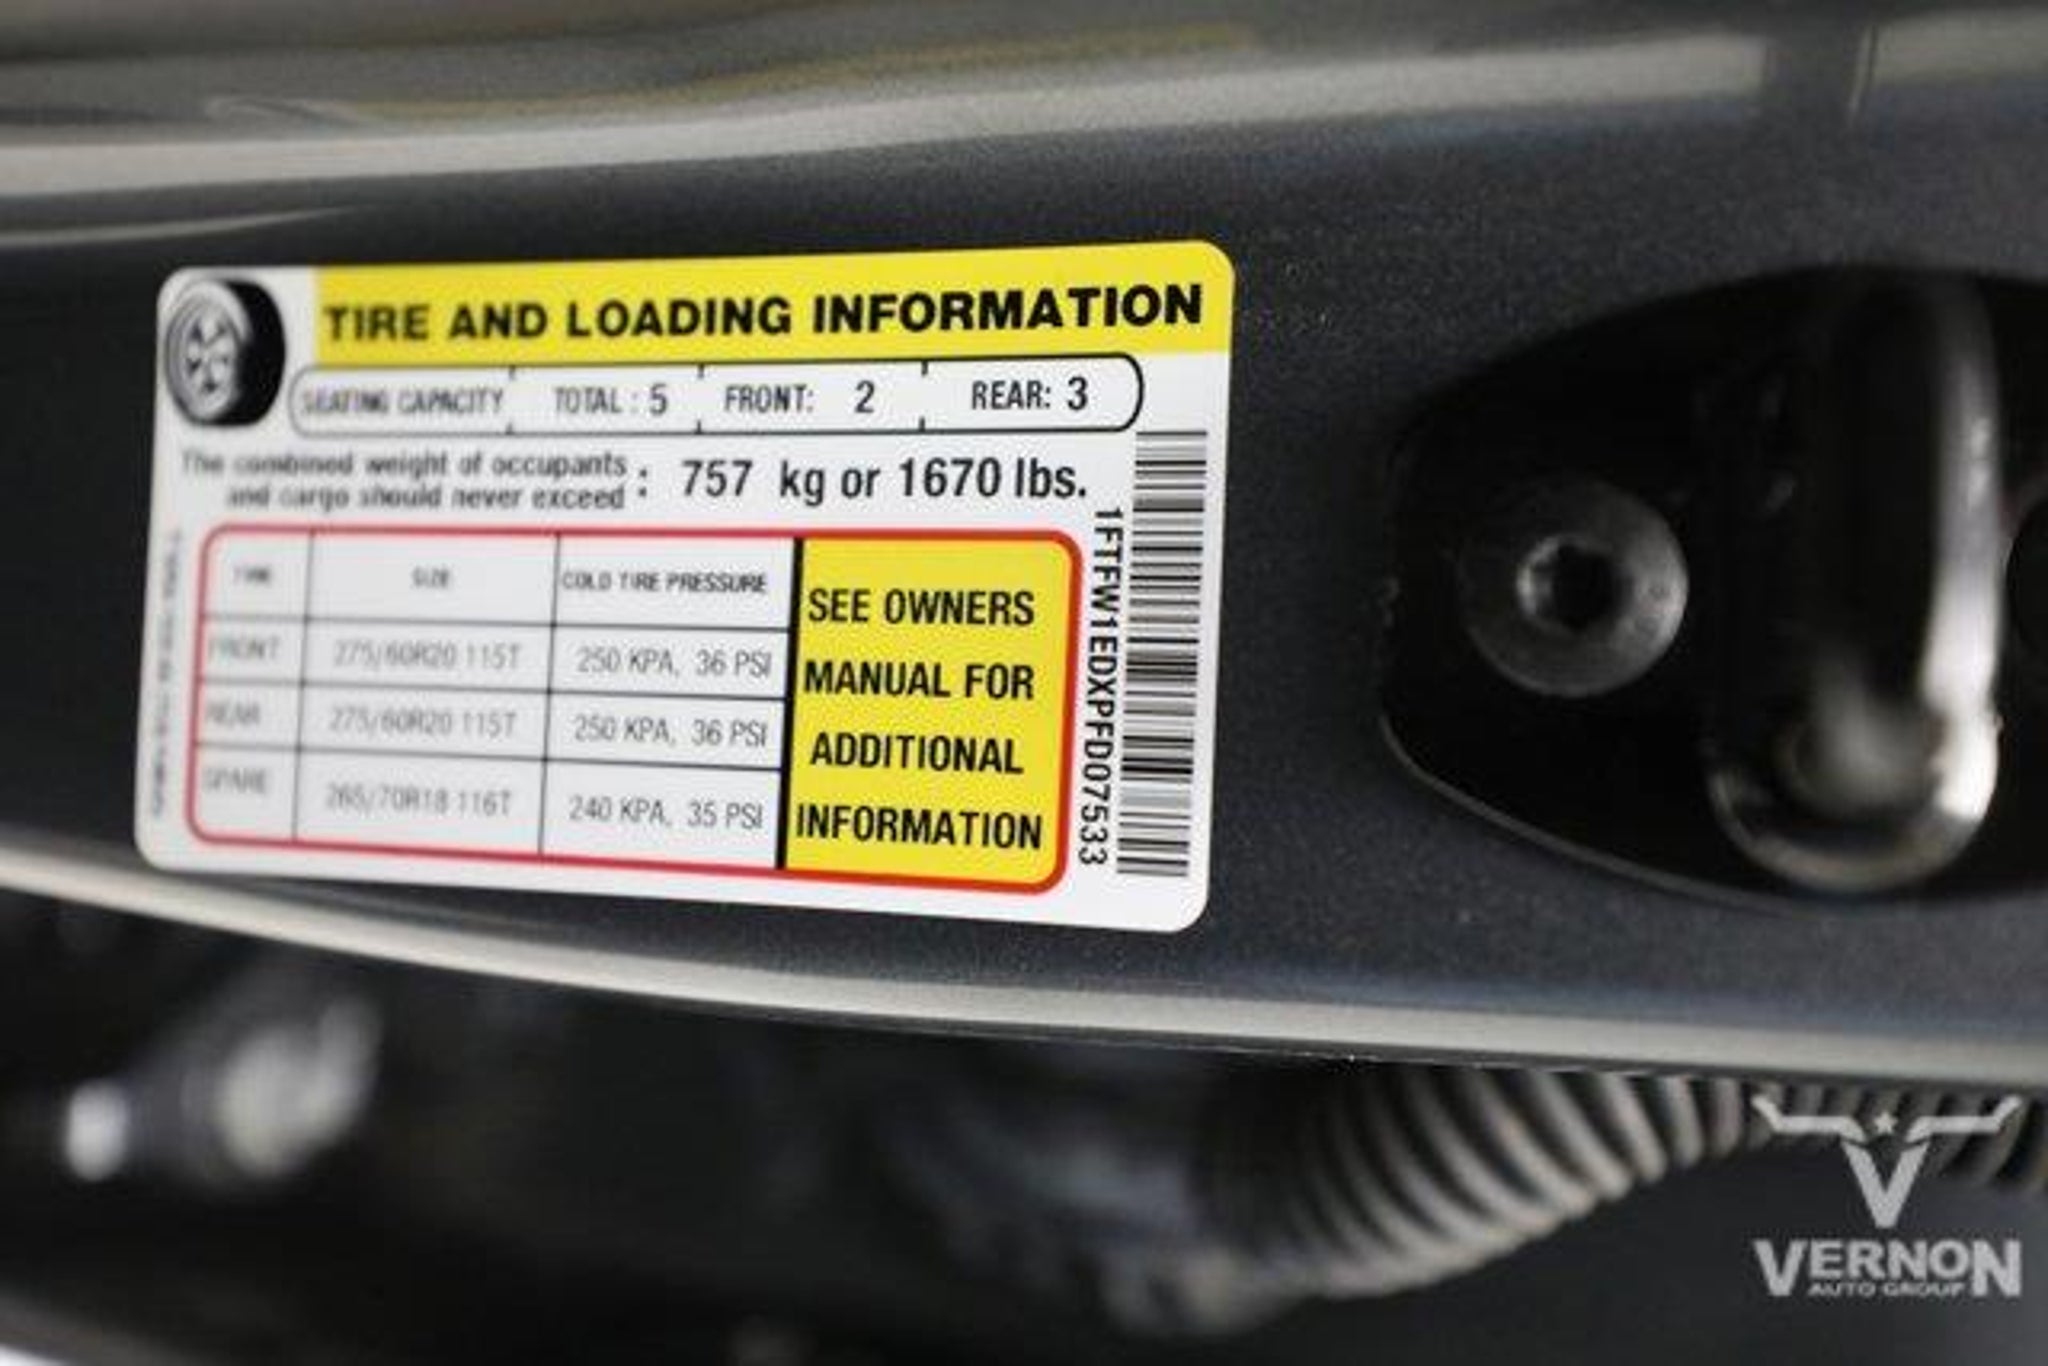 TIRE AND LOADING INFORMATION
SEATING CAPACITY TOTAL : 5 FRONT: 2 REAR: 3
The combined weight of occupants
and cargo should never exceed : 757 kg or 1670 lbs.
TIRE SIZE COLD TIRE PRESSURE
FRONT 275/60R20 115T 250 KPA, 36 PSI
REAR 275/60R20 115T 250 KPA, 36 PSI
SPARE 265/70R18 116T 240 KPA, 35 PSI
SEE OWNERS
MANUAL FOR
ADDITIONAL
INFORMATION
1FTFW1EDXPFD07533
VERNON
AUTO GROUP